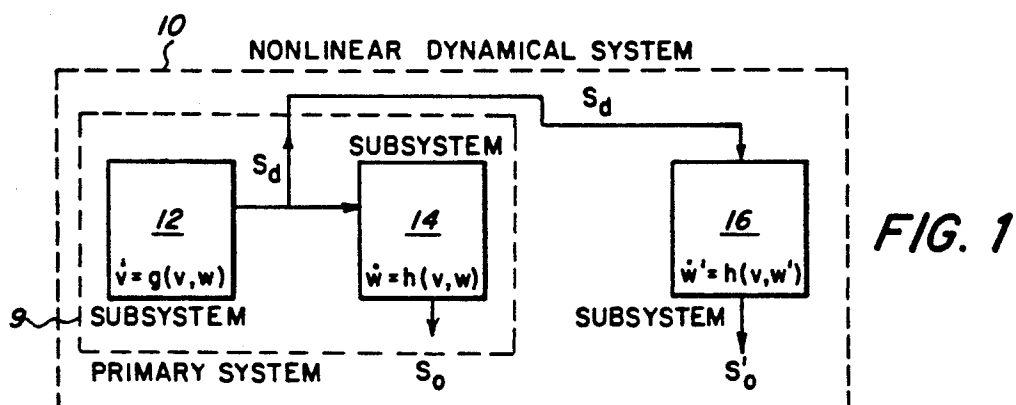 10
NONLINEAR DYNAMICAL SYSTEM
S_d
SUBSYSTEM
S_d
12
14
16
FIG. 1
v̇ = g(v,w)
ẇ = h(v,w)
ẇ' = h(v,w')
9
SUBSYSTEM
SUBSYSTEM
PRIMARY SYSTEM
S_o
S'_o